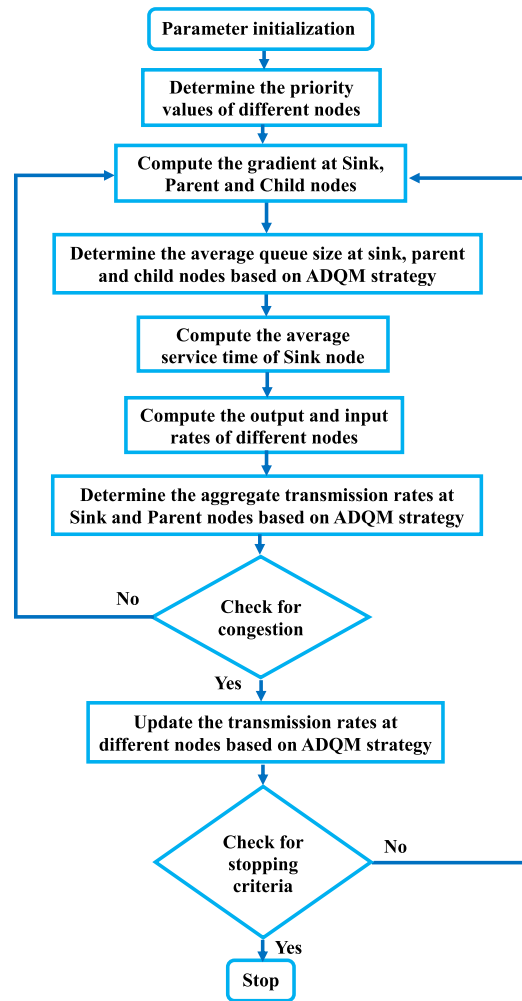 Parameter initialization
Determine the priority
values of different nodes
Compute the gradient at Sink,
Parent and Child nodes
Determine the average queue size at sink, parent
and child nodes based on ADQM strategy
Compute the average
service time of Sink node
Compute the output and input
rates of different nodes
Determine the aggregate transmission rates at
Sink and Parent nodes based on ADQM strategy
No
Check for
congestion
Yes
Update the transmission rates at
different nodes based on ADQM strategy
Check for
stopping
criteria
No
Yes
Stop